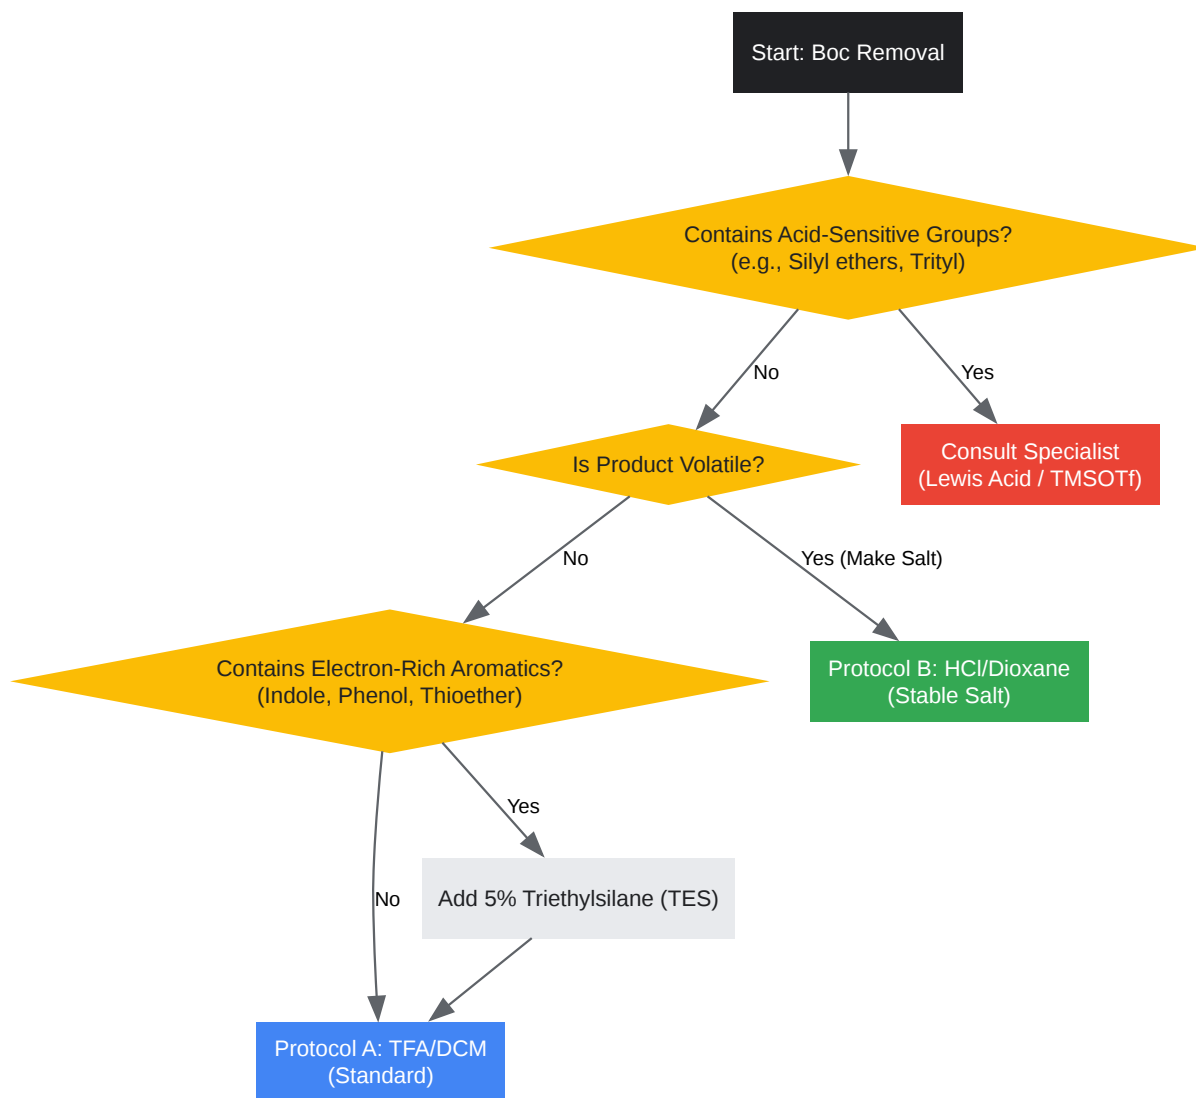 Start: Boc Removal
Contains Acid-Sensitive Groups?
(e.g., Silyl ethers, Trityl)
No
Yes
Is Product Volatile?
Consult Specialist
(Lewis Acid / TMSOTf)
No
Yes (Make Salt)
Contains Electron-Rich Aromatics?
(Indole, Phenol, Thioether)
Protocol B: HCl/Dioxane
(Stable Salt)
Yes
No
Add 5% Triethylsilane (TES)
Protocol A: TFA/DCM
(Standard)